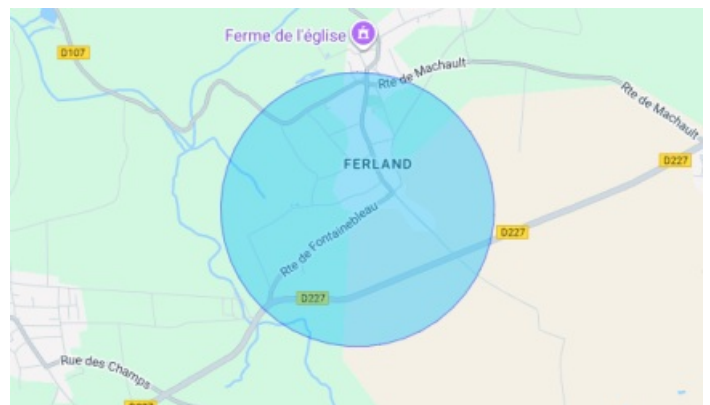 Ferme de l'église
D107
Rte de Machault
Rte de Machault
D227
FERLAND
Rte de Fontainebleau
D227
D227
Rue des Champs